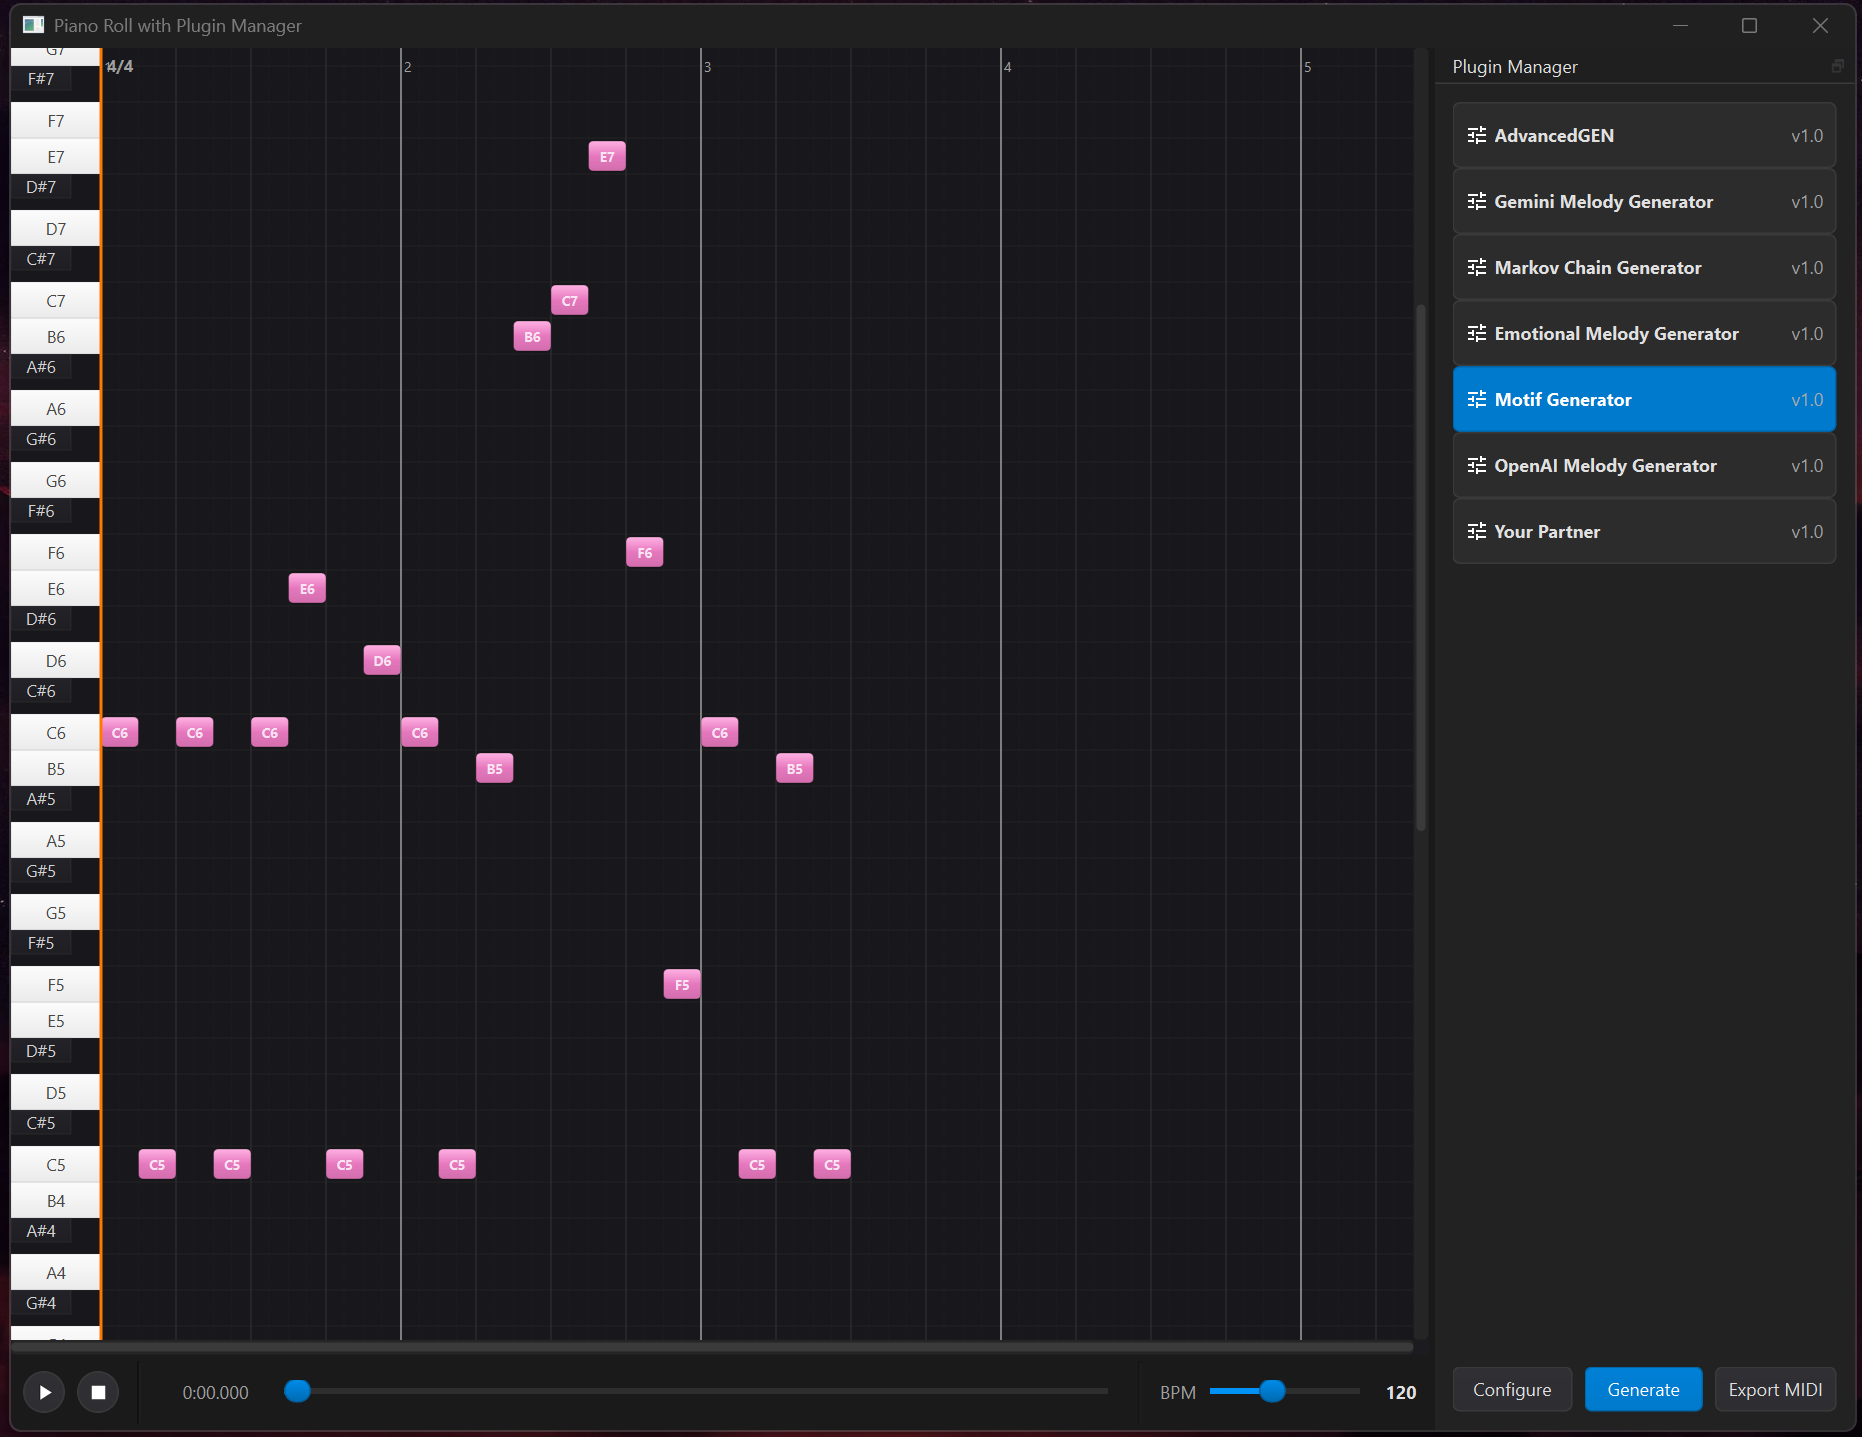 Piano Roll with Plugin Manager
G7
F#7
F7
E7
D#7
D7
C#7
C7
B6
A#6
A6
G#6
G6
F#6
F6
E6
D#6
D6
C#6
C6
B5
A#5
A5
G#5
G5
F#5
F5
E5
D#5
D5
C#5
C5
B4
A#4
A4
G#4
4/4
2
3
4
5
E7
C7
B6
F6
E6
D6
C6
C6
C6
C6
C6
B5
B5
F5
C5
C5
C5
C5
C5
C5
0:00.000
BPM
120
Plugin Manager
AdvancedGEN v1.0
Gemini Melody Generator v1.0
Markov Chain Generator v1.0
Emotional Melody Generator v1.0
Motif Generator v1.0
OpenAI Melody Generator v1.0
Your Partner v1.0
Configure
Generate
Export MIDI